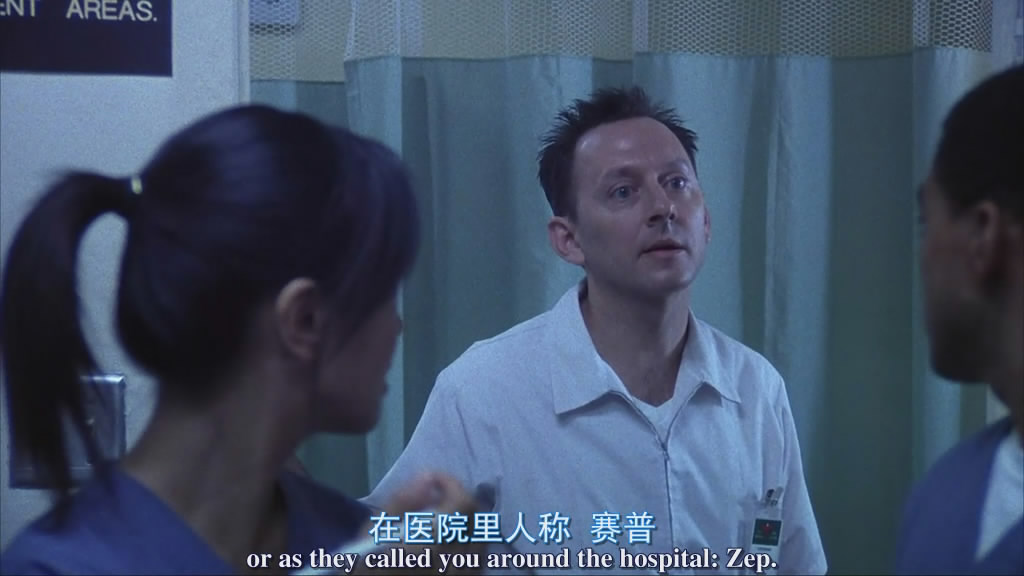 ENT AREAS.
在医院里人称 赛普
or as they called you around the hospital: Zep.